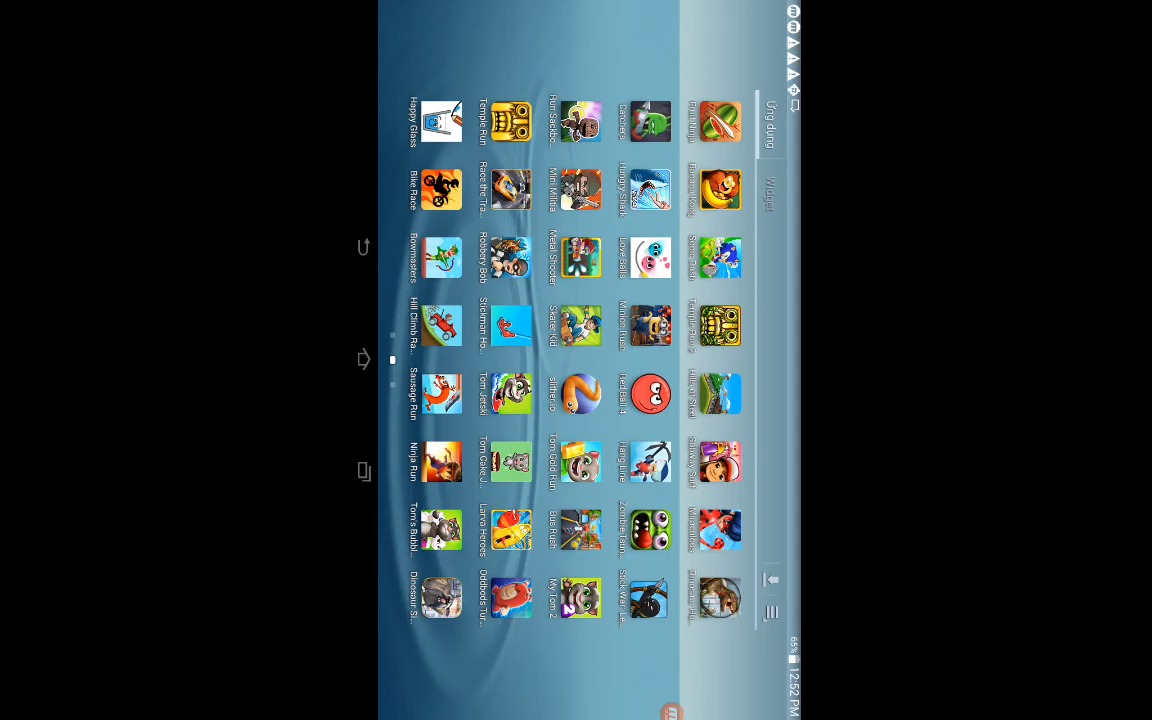 65% 12:52 PM
Ứng dụng Widget
Fruit Ninja Banana Kong Sonic Dash Temple Run 2 Hills of Steel Subway Surf Miraculous Dinosaur Hu...
Catchers Hungry Shark Love Balls Minion Rush Red Ball 4 Hang Line Zombie Tsun... Stick War: Le...
Run Sackbo... Mini Militia Metal Shooter Skater Kid slither.io Tom Gold Run Bus Rush My Tom 2
Temple Run Race the Tra... Robbery Bob Stickman Ho... Tom Jetski Tom Cake J... Larva Heroes Oddbods Tur...
Happy Glass Bike Race Bowmasters Hill Climb Ra... Sausage Run Ninja Run Tom's Bubbl... Dinosaur Si...